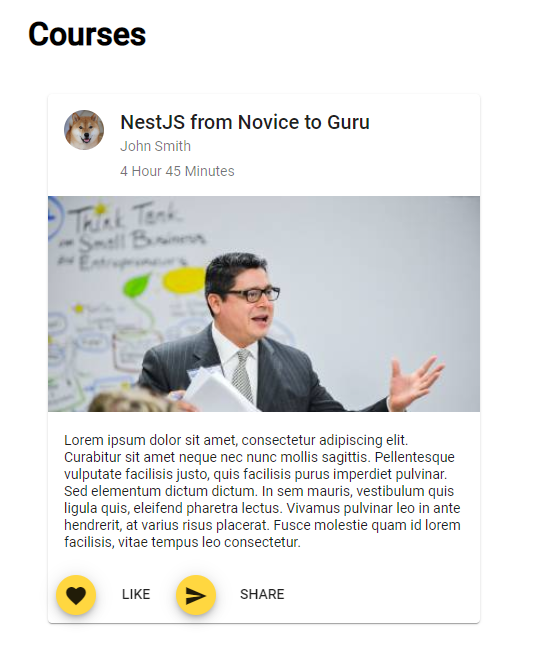 Courses
NestJS from Novice to Guru
John Smith
4 Hour 45 Minutes
Think Tank
for Small Business
and Entrepreneurs
Lorem ipsum dolor sit amet, consectetur adipiscing elit.
Curabitur sit amet neque nec nunc mollis sagittis. Pellentesque
vulputate facilisis justo, quis facilisis purus imperdiet pulvinar.
Sed elementum dictum dictum. In sem mauris, vestibulum quis
ligula quis, eleifend pharetra lectus. Vivamus pulvinar leo in ante
hendrerit, at varius risus placerat. Fusce molestie quam id lorem
facilisis, vitae tempus leo consectetur.
LIKE
SHARE